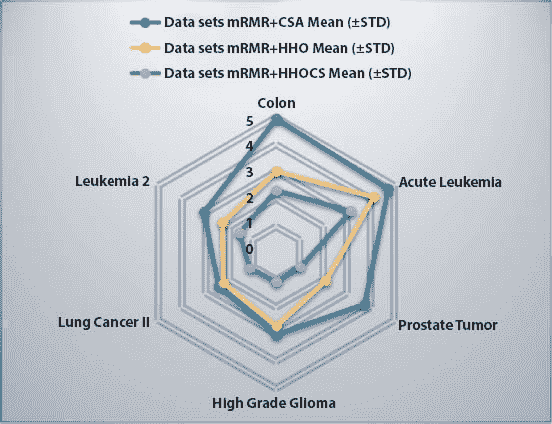 Data sets mRMR+CSA Mean (±STD)
Data sets mRMR+HHO Mean (±STD)
Data sets mRMR+HHOCS Mean (±STD)
Colon
5
4
3
2
1
0
Leukemia 2
Acute Leukemia
Lung Cancer II
Prostate Tumor
High Grade Glioma